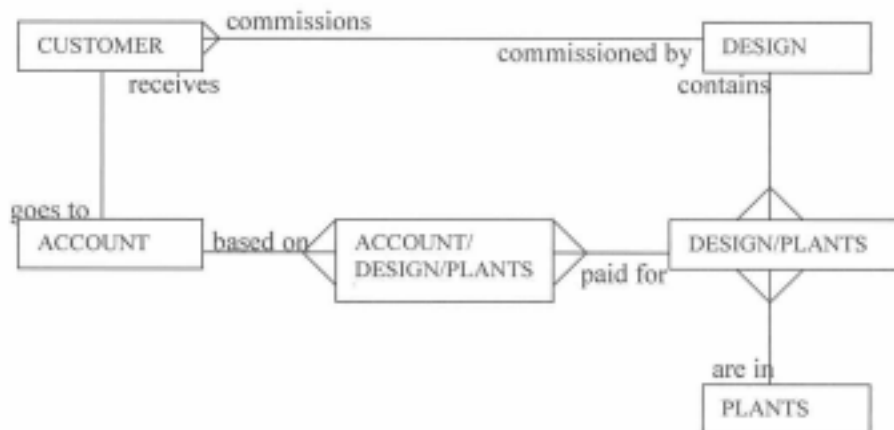 commissions
CUSTOMER
DESIGN
commissioned by
receives
contains
goes to
ACCOUNT
based on
ACCOUNT/
DESIGN/PLANTS
paid for
DESIGN/PLANTS
are in
PLANTS